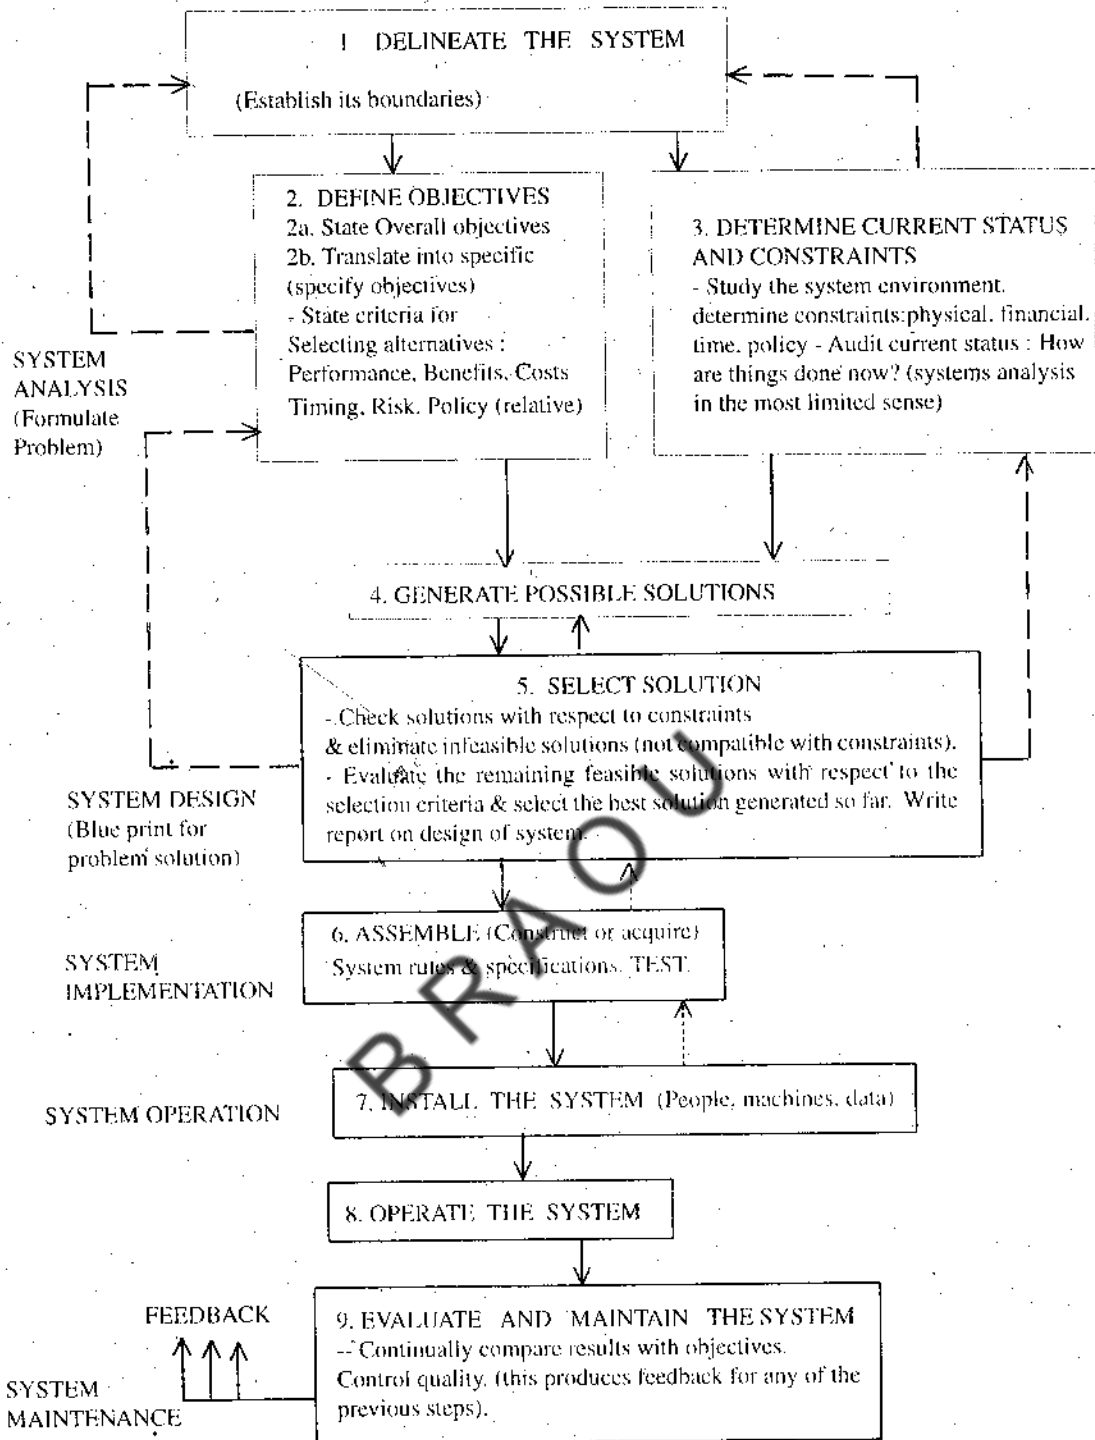 1 DELINEATE THE SYSTEM
(Establish its boundaries)
2. DEFINE OBJECTIVES
2a. State Overall objectives
2b. Translate into specific
(specify objectives)
- State criteria for
Selecting alternatives :
Performance, Benefits, Costs
Timing, Risk, Policy (relative)
3. DETERMINE CURRENT STATUS
AND CONSTRAINTS
- Study the system environment,
determine constraints:physical, financial,
time, policy - Audit current status : How
are things done now? (systems analysis
in the most limited sense)
SYSTEM
ANALYSIS
(Formulate
Problem)
4. GENERATE POSSIBLE SOLUTIONS
5. SELECT SOLUTION
- Check solutions with respect to constraints
& eliminate infeasible solutions (not compatible with constraints).
- Evaluate the remaining feasible solutions with respect to the
selection criteria & select the best solution generated so far. Write
report on design of system.
SYSTEM DESIGN
(Blue print for
problem solution)
6. ASSEMBLE (Construct or acquire)
System rules & specifications. TEST.
SYSTEM
IMPLEMENTATION
7. INSTALL THE SYSTEM (People, machines, data)
SYSTEM OPERATION
8. OPERATE THE SYSTEM
9. EVALUATE AND MAINTAIN THE SYSTEM
-- Continually compare results with objectives.
Control quality. (this produces feedback for any of the
previous steps).
FEEDBACK
SYSTEM
MAINTENANCE
BRAOU